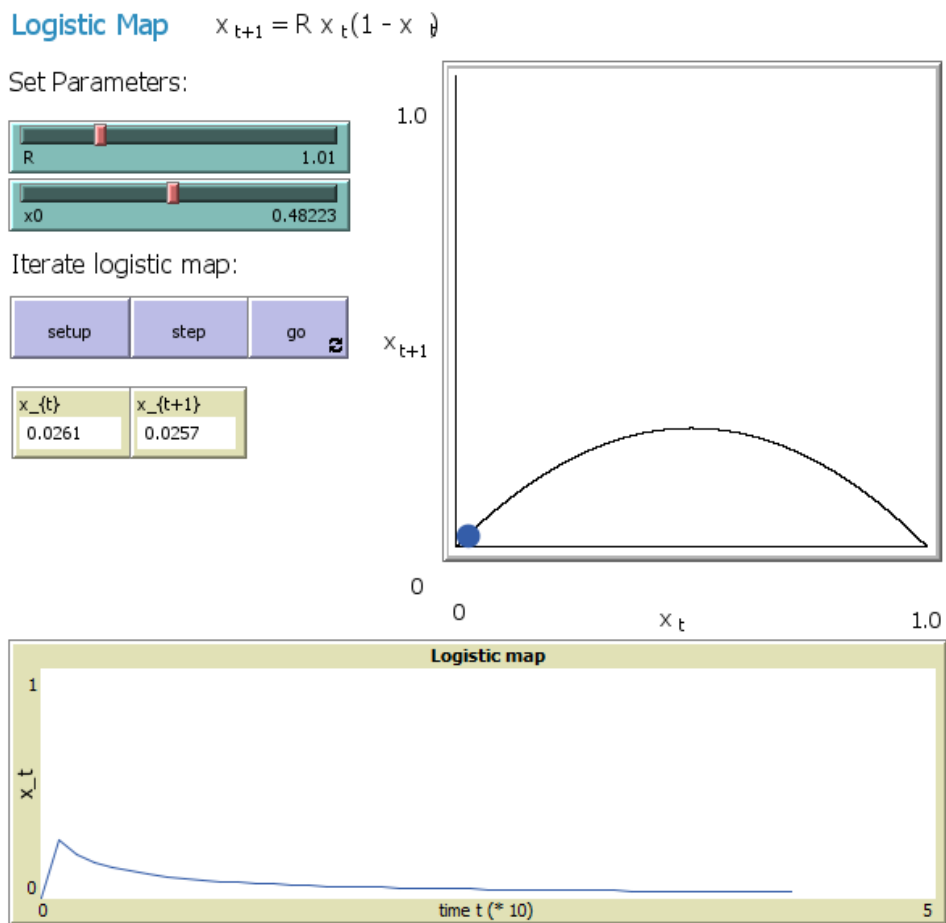 Logistic Map x t+1 = R x t(1 - x t)
Set Parameters:
R 1.01
x0 0.48223
Iterate logistic map:
setup step go
x_{t} x_{t+1}
0.0261 0.0257
1.0
x t+1
0
0 x t 1.0
Logistic map
1
x_t
0
0 time t (* 10) 5